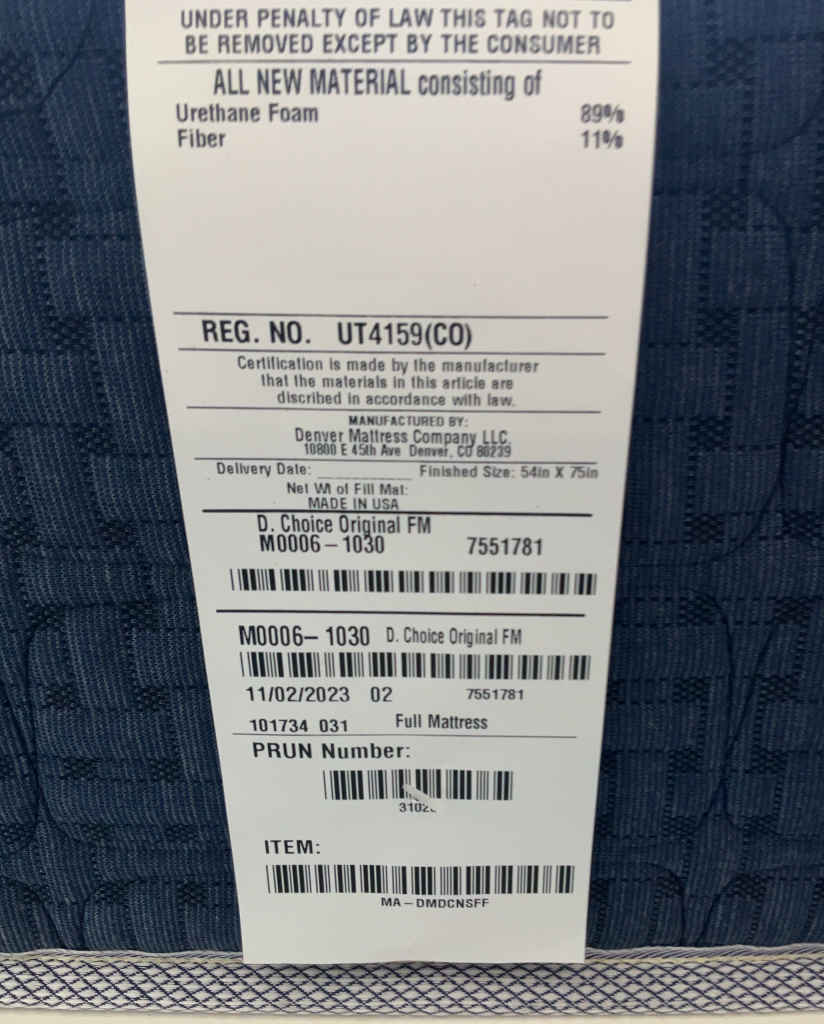 UNDER PENALTY OF LAW THIS TAG NOT TO
BE REMOVED EXCEPT BY THE CONSUMER
ALL NEW MATERIAL consisting of
Urethane Foam 89%
Fiber 11%
REG. NO. UT4159(CO)
Certification is made by the manufacturer
that the materials in this article are
discribed in accordance with law.
MANUFACTURED BY:
Denver Mattress Company LLC.
10800 E 45th Ave Denver, CO 80239
Delivery Date: ____________ Finished Size: 54in X 75in
Net Wt of Fill Mat:
MADE IN USA
D. Choice Original FM
M0006-1030 7551781
M0006-1030 D. Choice Original FM
11/02/2023 02 7551781
101734 031 Full Mattress
PRUN Number:
ITEM:
MA-DMDCNSFF